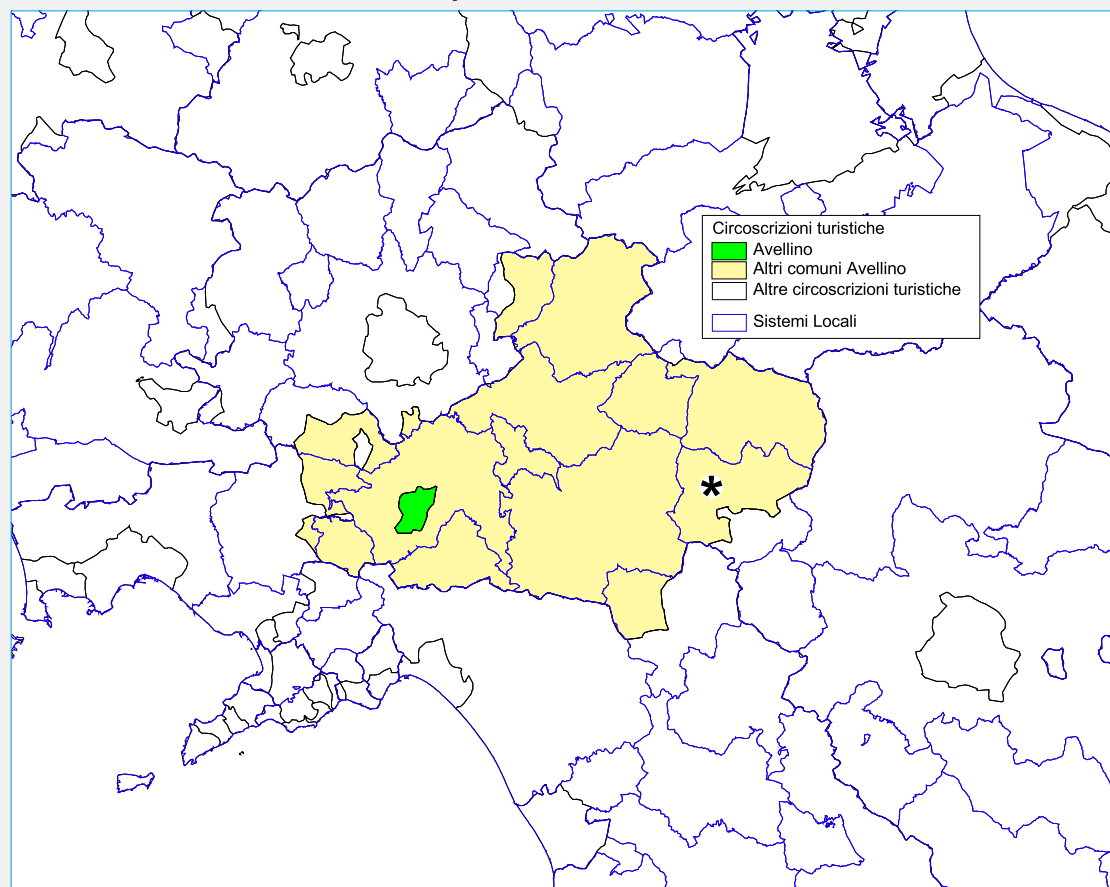 Circoscrizioni turistiche
Avellino
Altri comuni Avellino
Altre circoscrizioni turistiche
Sistemi Locali
*